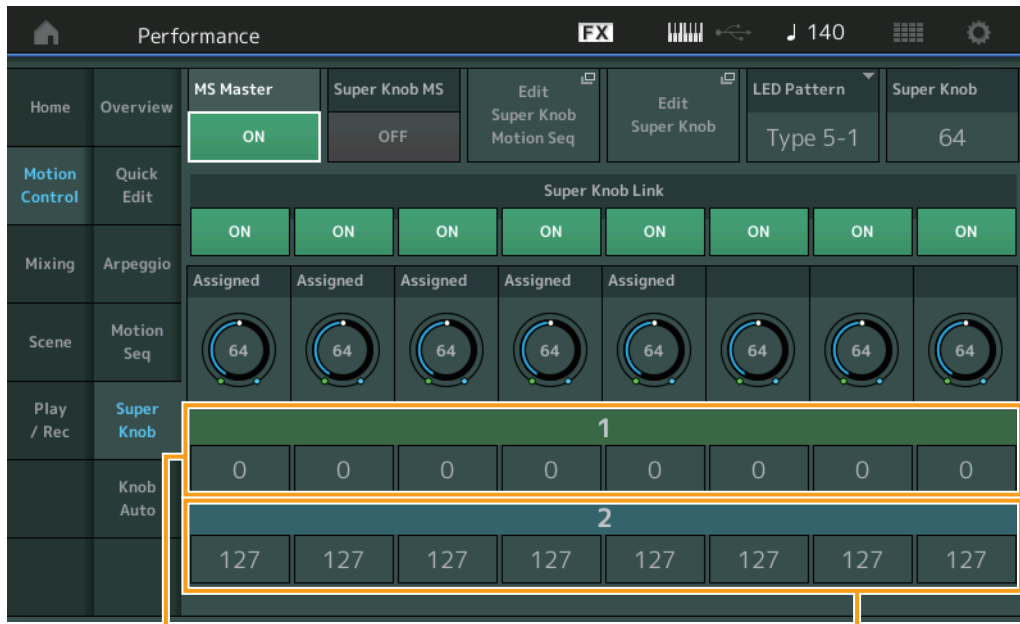 Performance
FX
140
Home
Overview
Motion
Control
Quick
Edit
Mixing
Arpeggio
Scene
Motion
Seq
Play
/ Rec
Super
Knob
Knob
Auto
MS Master
ON
Super Knob MS
OFF
Edit
Super Knob
Motion Seq
Edit
Super Knob
LED Pattern
Type 5-1
Super Knob
64
Super Knob Link
ON ON ON ON ON ON ON ON
Assigned Assigned Assigned Assigned Assigned
64 64 64 64 64 64 64 64
1
0 0 0 0 0 0 0 0
2
127 127 127 127 127 127 127 127